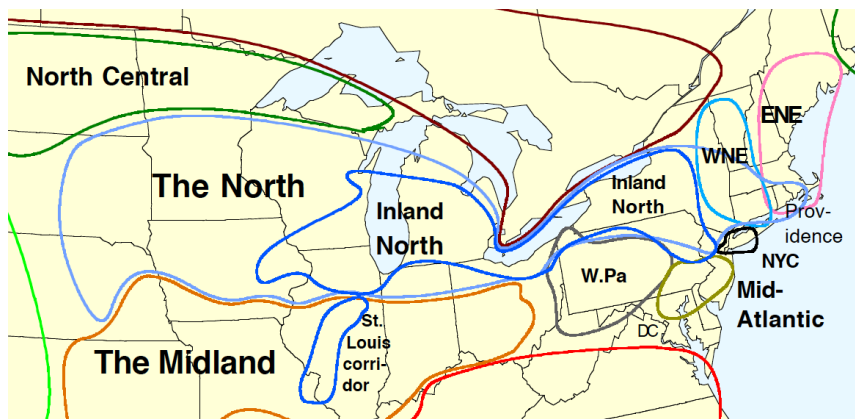 North Central
ENE
WNE
The North
Inland
North
Inland
North
Prov-
idence
NYC
W.Pa
Mid-
Atlantic
DC
St.
Louis
corri-
dor
The Midland